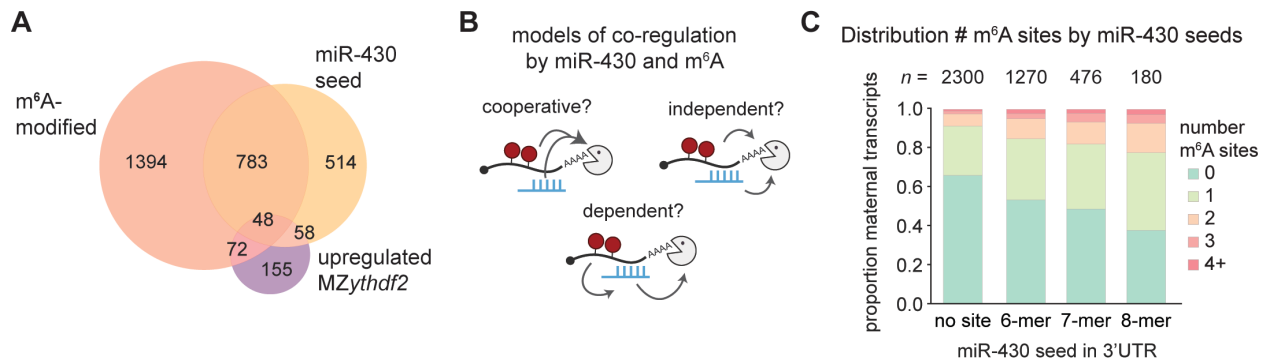 A
m⁶A-
modified
miR-430
seed
1394
783
514
48
72
58
155
upregulated
MZythdf2
B
models of co-regulation
by miR-430 and m⁶A
cooperative?
AAAA
independent?
AAAA
dependent?
AAAA
C
Distribution # m⁶A sites by miR-430 seeds
n = 2300 1270 476 180
proportion maternal transcripts
1.0
0.8
0.6
0.4
0.2
0.0
no site 6-mer 7-mer 8-mer
miR-430 seed in 3'UTR
number
m⁶A sites
0
1
2
3
4+